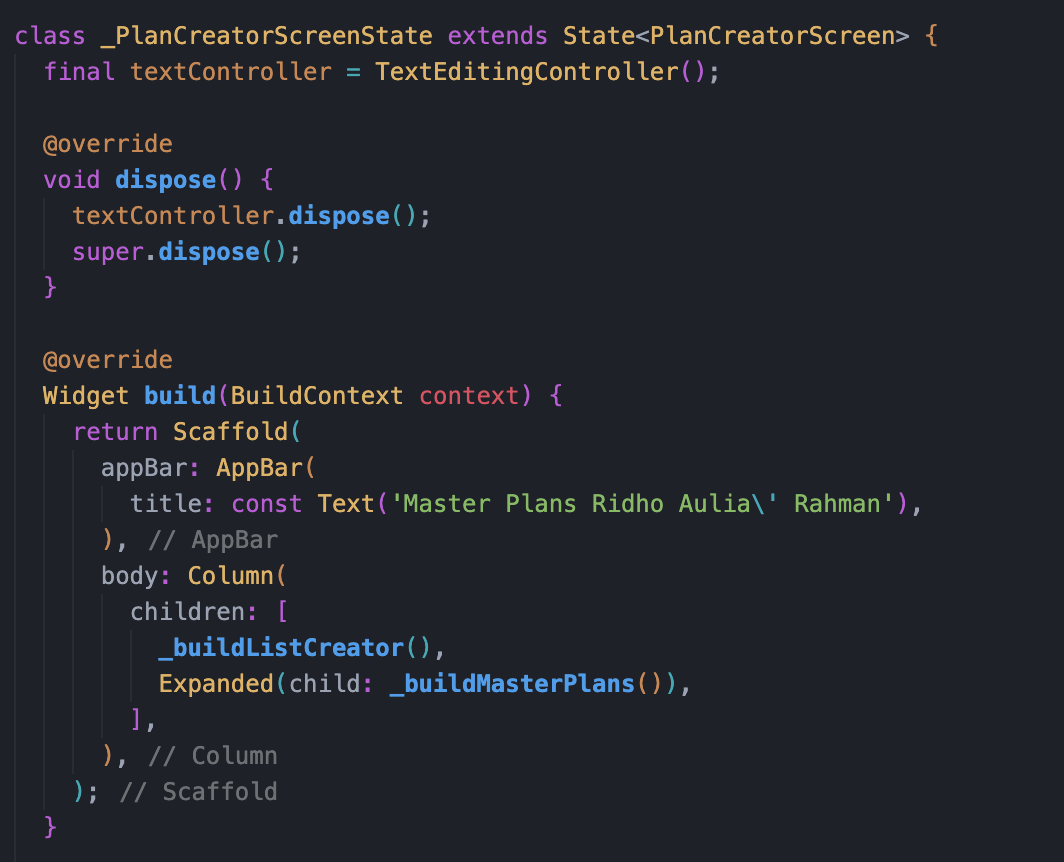 class _PlanCreatorScreenState extends State<PlanCreatorScreen> {
  final textController = TextEditingController();

  @override
  void dispose() {
    textController.dispose();
    super.dispose();
  }

  @override
  Widget build(BuildContext context) {
    return Scaffold(
      appBar: AppBar(
        title: const Text('Master Plans Ridho Aulia\' Rahman'),
      ), // AppBar
      body: Column(
        children: [
          _buildListCreator(),
          Expanded(child: _buildMasterPlans()),
        ],
      ), // Column
    ); // Scaffold
  }